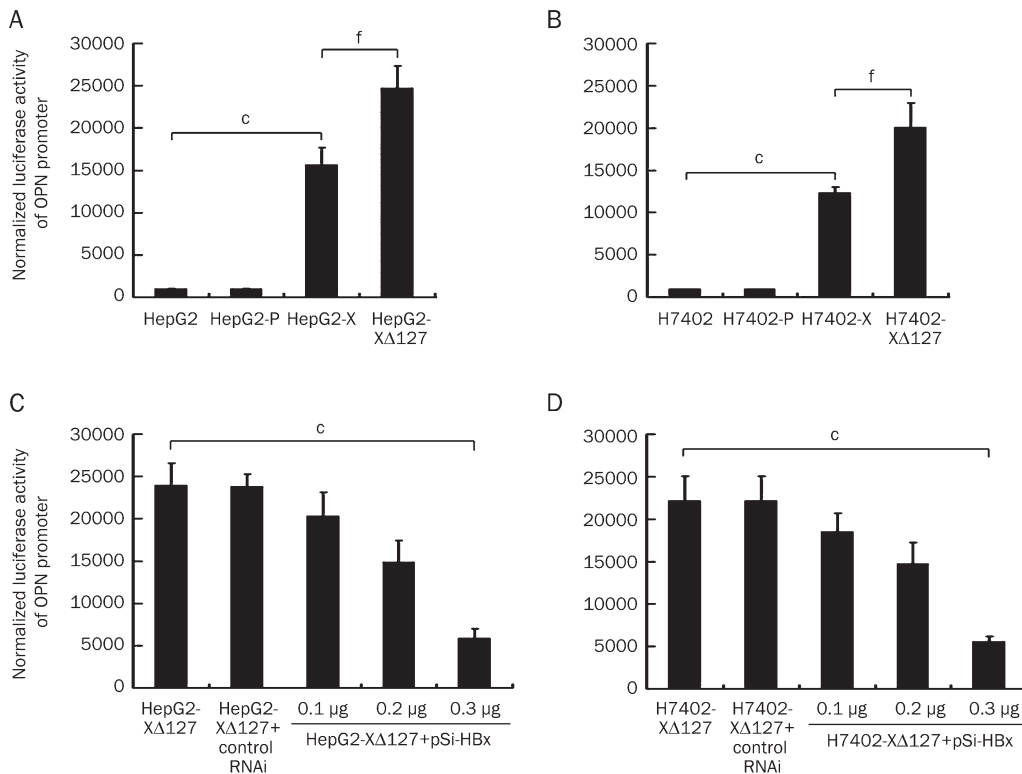 A
Normalized luciferase activity
of OPN promoter
30000
25000
20000
15000
10000
5000
0
c
f
HepG2 HepG2-P HepG2-X HepG2-
XΔ127
B
30000
25000
20000
15000
10000
5000
0
c
f
H7402 H7402-P H7402-X H7402-
XΔ127
C
Normalized luciferase activity
of OPN promoter
30000
25000
20000
15000
10000
5000
0
c
HepG2-
XΔ127
HepG2-
XΔ127+
control
RNAi
0.1 µg 0.2 µg 0.3 µg
HepG2-XΔ127+pSi-HBx
D
30000
25000
20000
15000
10000
5000
0
c
H7402-
XΔ127
H7402-
XΔ127+
control
RNAi
0.1 µg 0.2 µg 0.3 µg
H7402-XΔ127+pSi-HBx